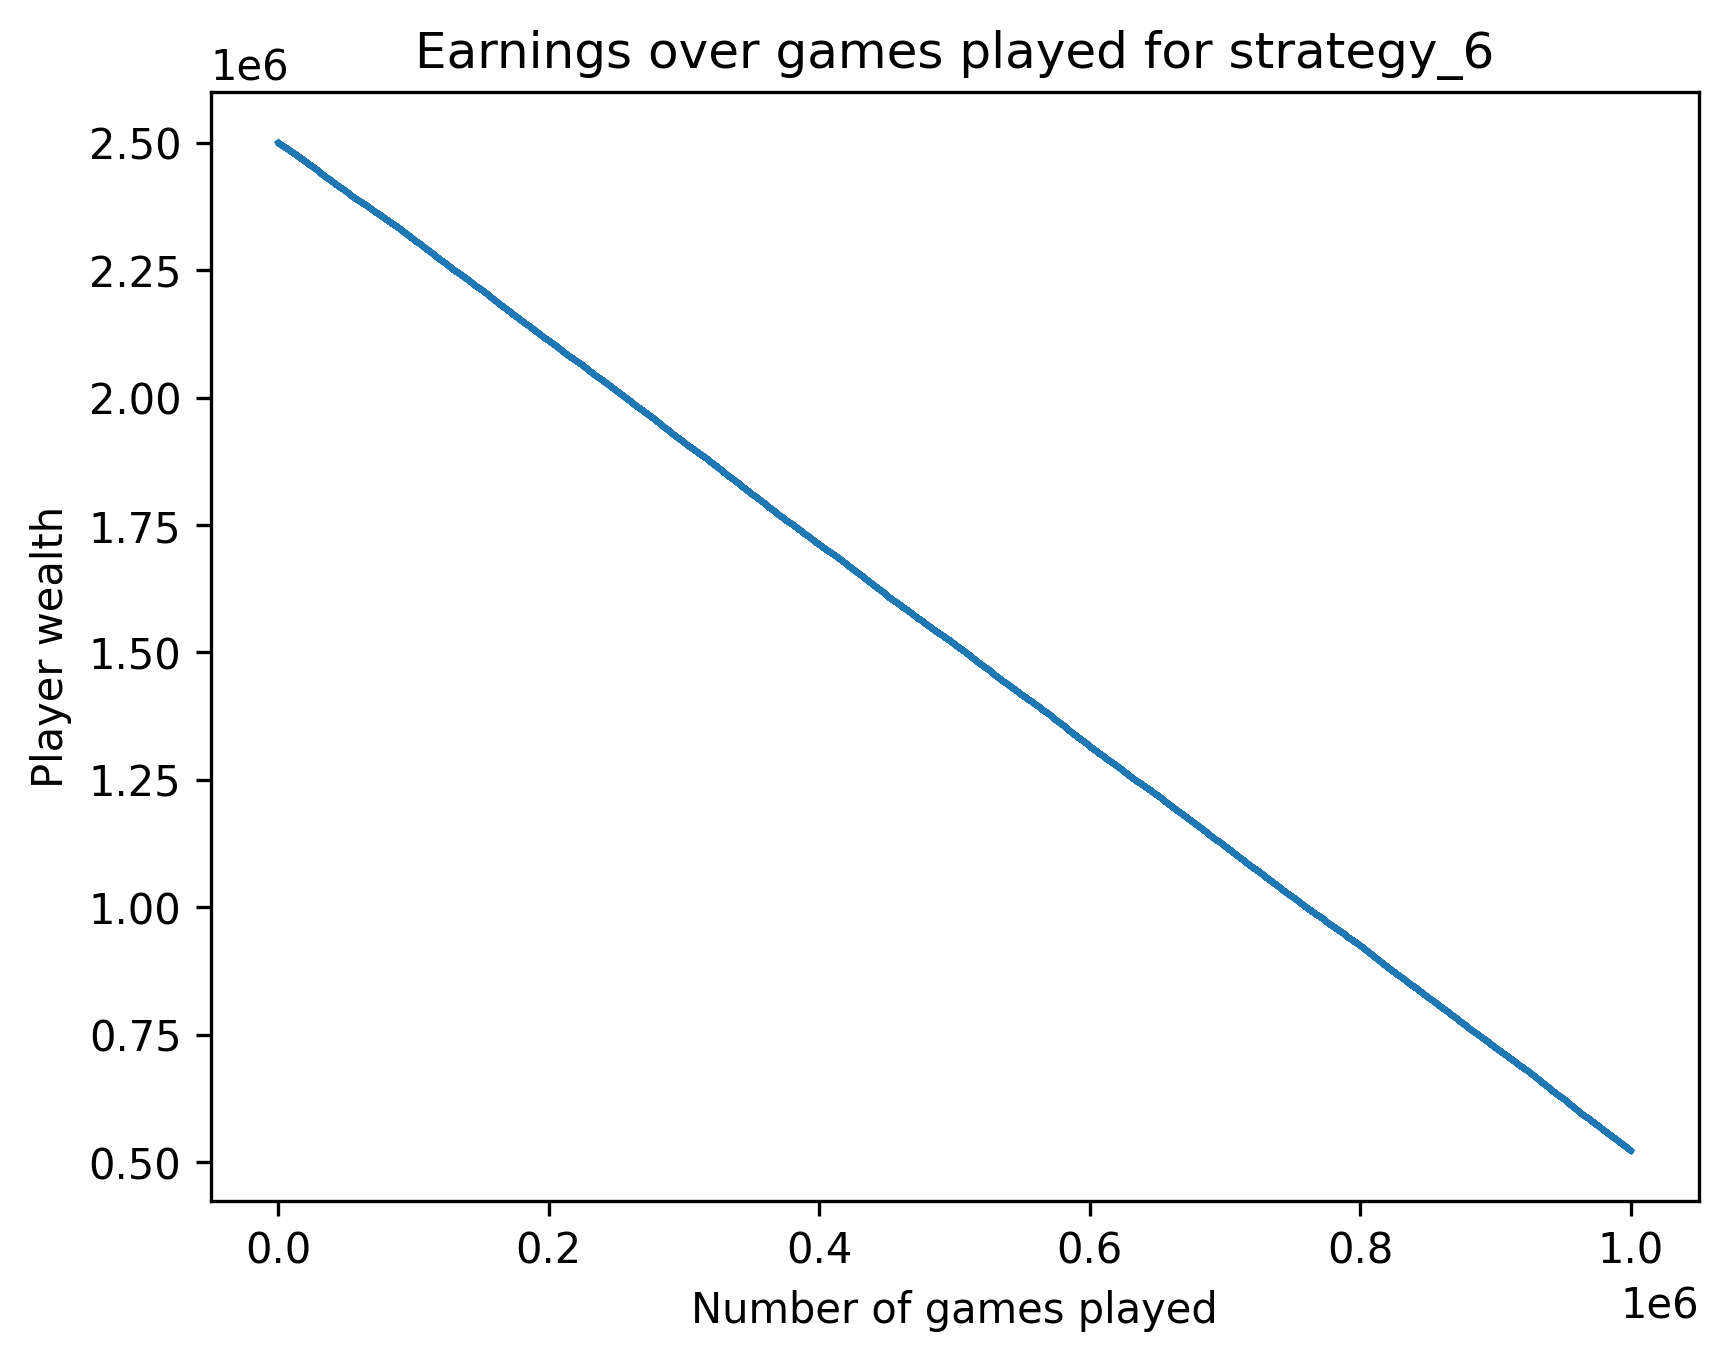 Earnings over games played for strategy_6
1e6
2.50
2.25
2.00
1.75
1.50
1.25
1.00
0.75
0.50
Player wealth
0.0 0.2 0.4 0.6 0.8 1.0
1e6
Number of games played